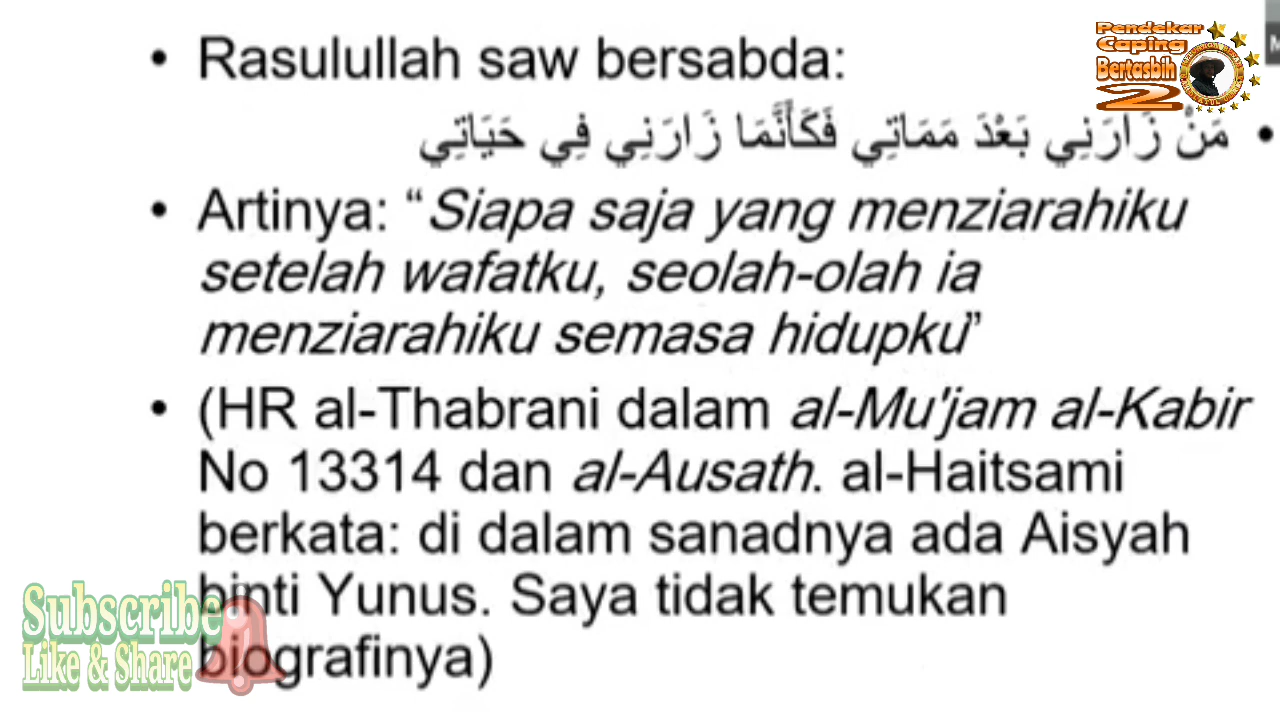 • Rasulullah saw bersabda:
• مَنْ زَارَنِي بَعْدَ مَمَاتِي فَكَأَنَّمَا زَارَنِي فِي حَيَاتِي
• Artinya: “Siapa saja yang menziarahiku
setelah wafatku, seolah-olah ia
menziarahiku semasa hidupku”
• (HR al-Thabrani dalam al-Mu'jam al-Kabir
No 13314 dan al-Ausath. al-Haitsami
berkata: di dalam sanadnya ada Aisyah
binti Yunus. Saya tidak temukan
biografinya)
Pendekar
Caping
Bertasbih
2
Subscribe
Like & Share